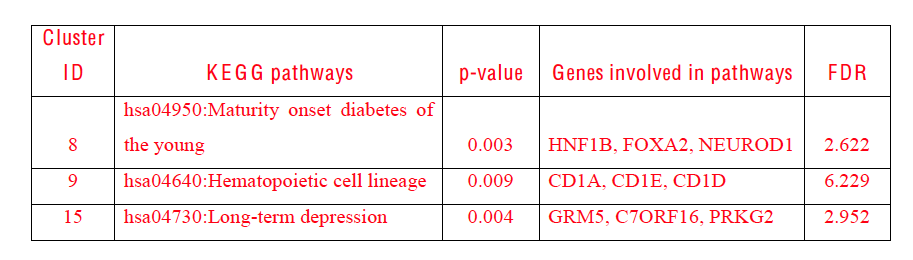 Cluster
ID KEGG pathways p-value Genes involved in pathways FDR
hsa04950:Maturity onset diabetes of
8 the young 0.003 HNF1B, FOXA2, NEUROD1 2.622
9 hsa04640:Hematopoietic cell lineage 0.009 CD1A, CD1E, CD1D 6.229
15 hsa04730:Long-term depression 0.004 GRM5, C7ORF16, PRKG2 2.952